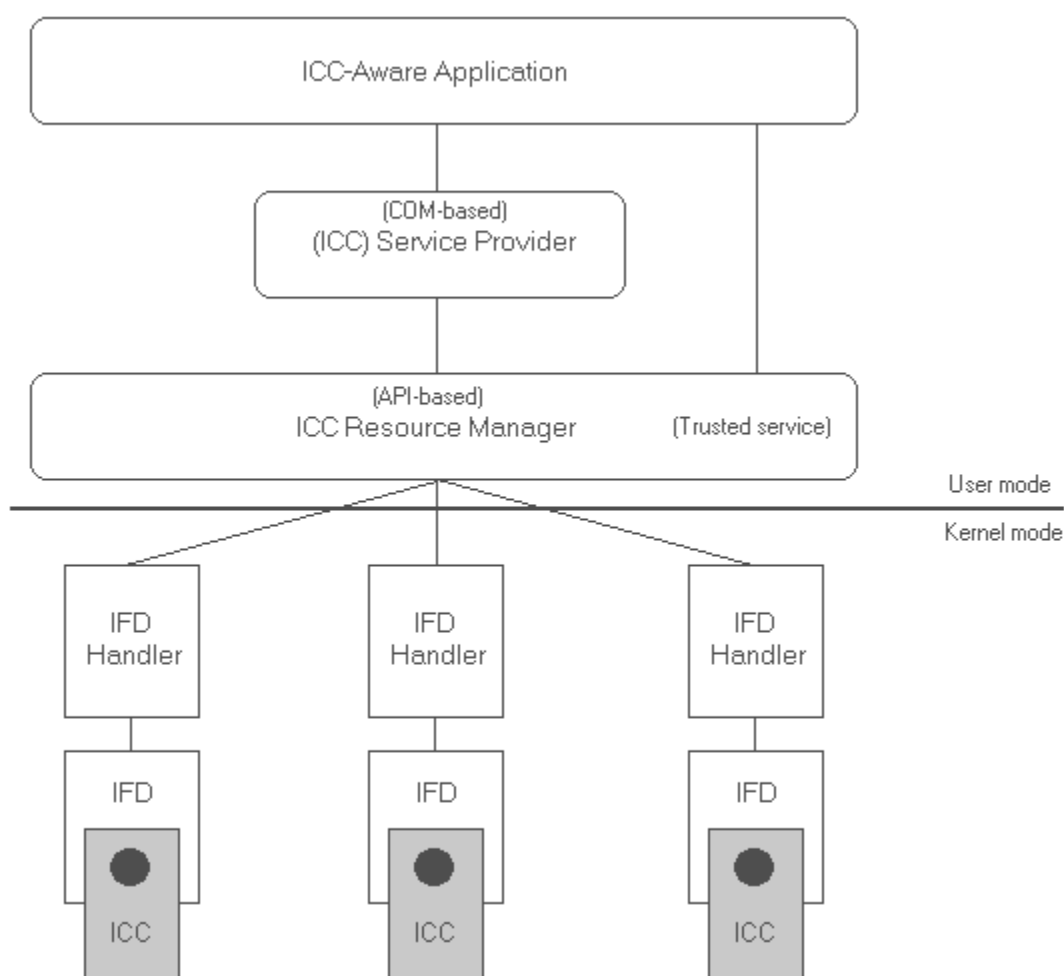 ICC-Aware Application
(COM-based)
(ICC) Service Provider
(API-based)
ICC Resource Manager
(Trusted service)
User mode
Kernel mode
IFD
Handler
IFD
Handler
IFD
Handler
IFD
IFD
IFD
ICC
ICC
ICC